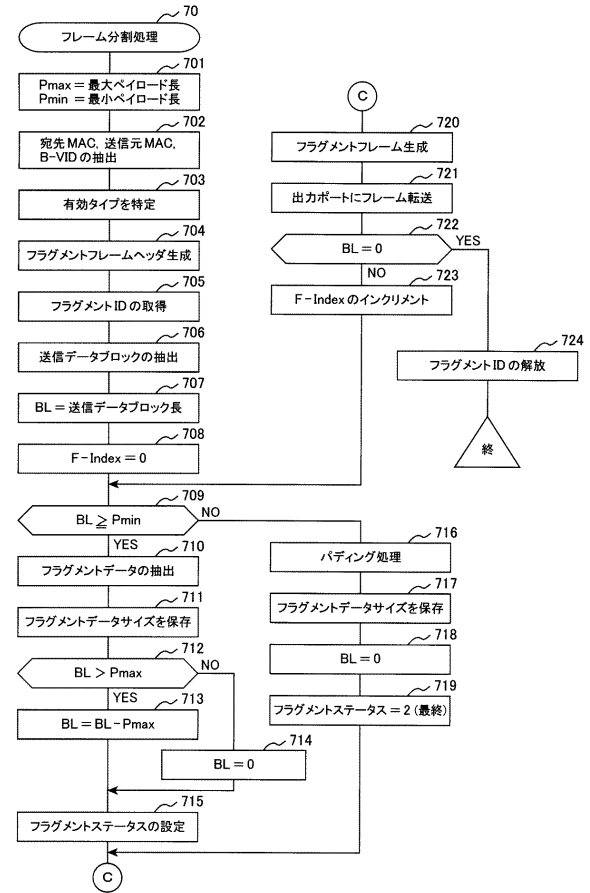 70
フレーム分割処理
701
Pmax = 最大ペイロード長
Pmin = 最小ペイロード長
702
宛先MAC, 送信元MAC,
B-VIDの抽出
703
有効タイプを特定
704
フラグメントフレームヘッダ生成
705
フラグメントIDの取得
706
送信データブロックの抽出
707
BL = 送信データブロック長
708
F-Index = 0
709
BL ≧ Pmin
NO
YES
710
フラグメントデータの抽出
711
フラグメントデータサイズを保存
712
BL > Pmax
NO
YES
713
BL = BL-Pmax
714
BL = 0
715
フラグメントステータスの設定
C
716
パディング処理
717
フラグメントデータサイズを保存
718
BL = 0
719
フラグメントステータス = 2 (最終)
C
720
フラグメントフレーム生成
721
出力ポートにフレーム転送
722
BL = 0
YES
NO
723
F-Indexのインクリメント
724
フラグメントIDの解放
終